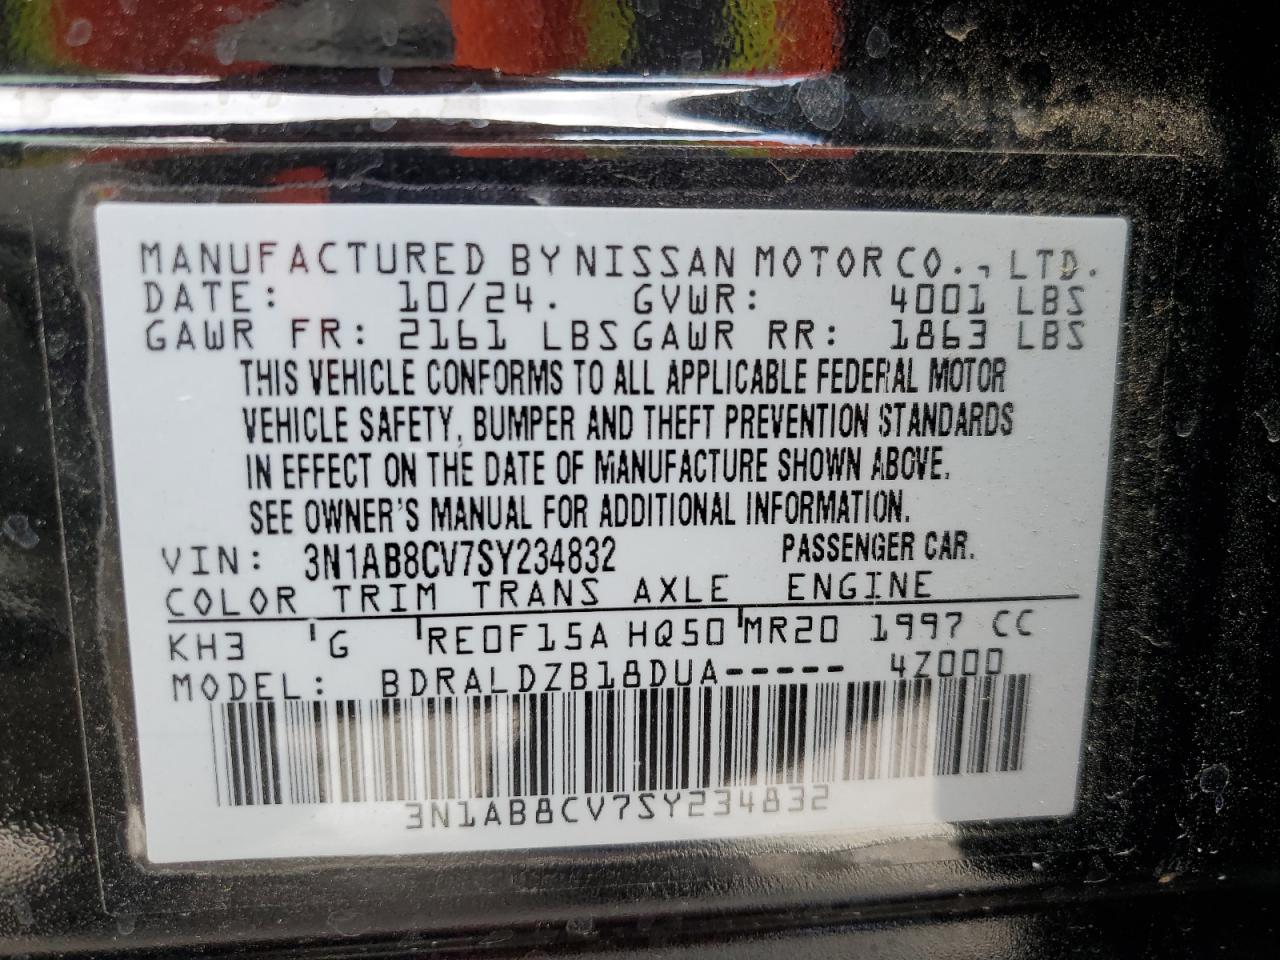 MANUFACTURED BY NISSAN MOTOR CO., LTD.
DATE: 10/24. GVWR: 4001 LBS
GAWR FR: 2161 LBS GAWR RR: 1863 LBS
THIS VEHICLE CONFORMS TO ALL APPLICABLE FEDERAL MOTOR
VEHICLE SAFETY, BUMPER AND THEFT PREVENTION STANDARDS
IN EFFECT ON THE DATE OF MANUFACTURE SHOWN ABOVE.
SEE OWNER'S MANUAL FOR ADDITIONAL INFORMATION.
VIN: 3N1AB8CV7SY234832 PASSENGER CAR.
COLOR TRIM TRANS AXLE ENGINE
KH3 'G 'RE0F15A HQ50 'MR20 1997 CC
MODEL: BDRALDZB18DUA----- 4Z000
3N1AB8CV7SY234832